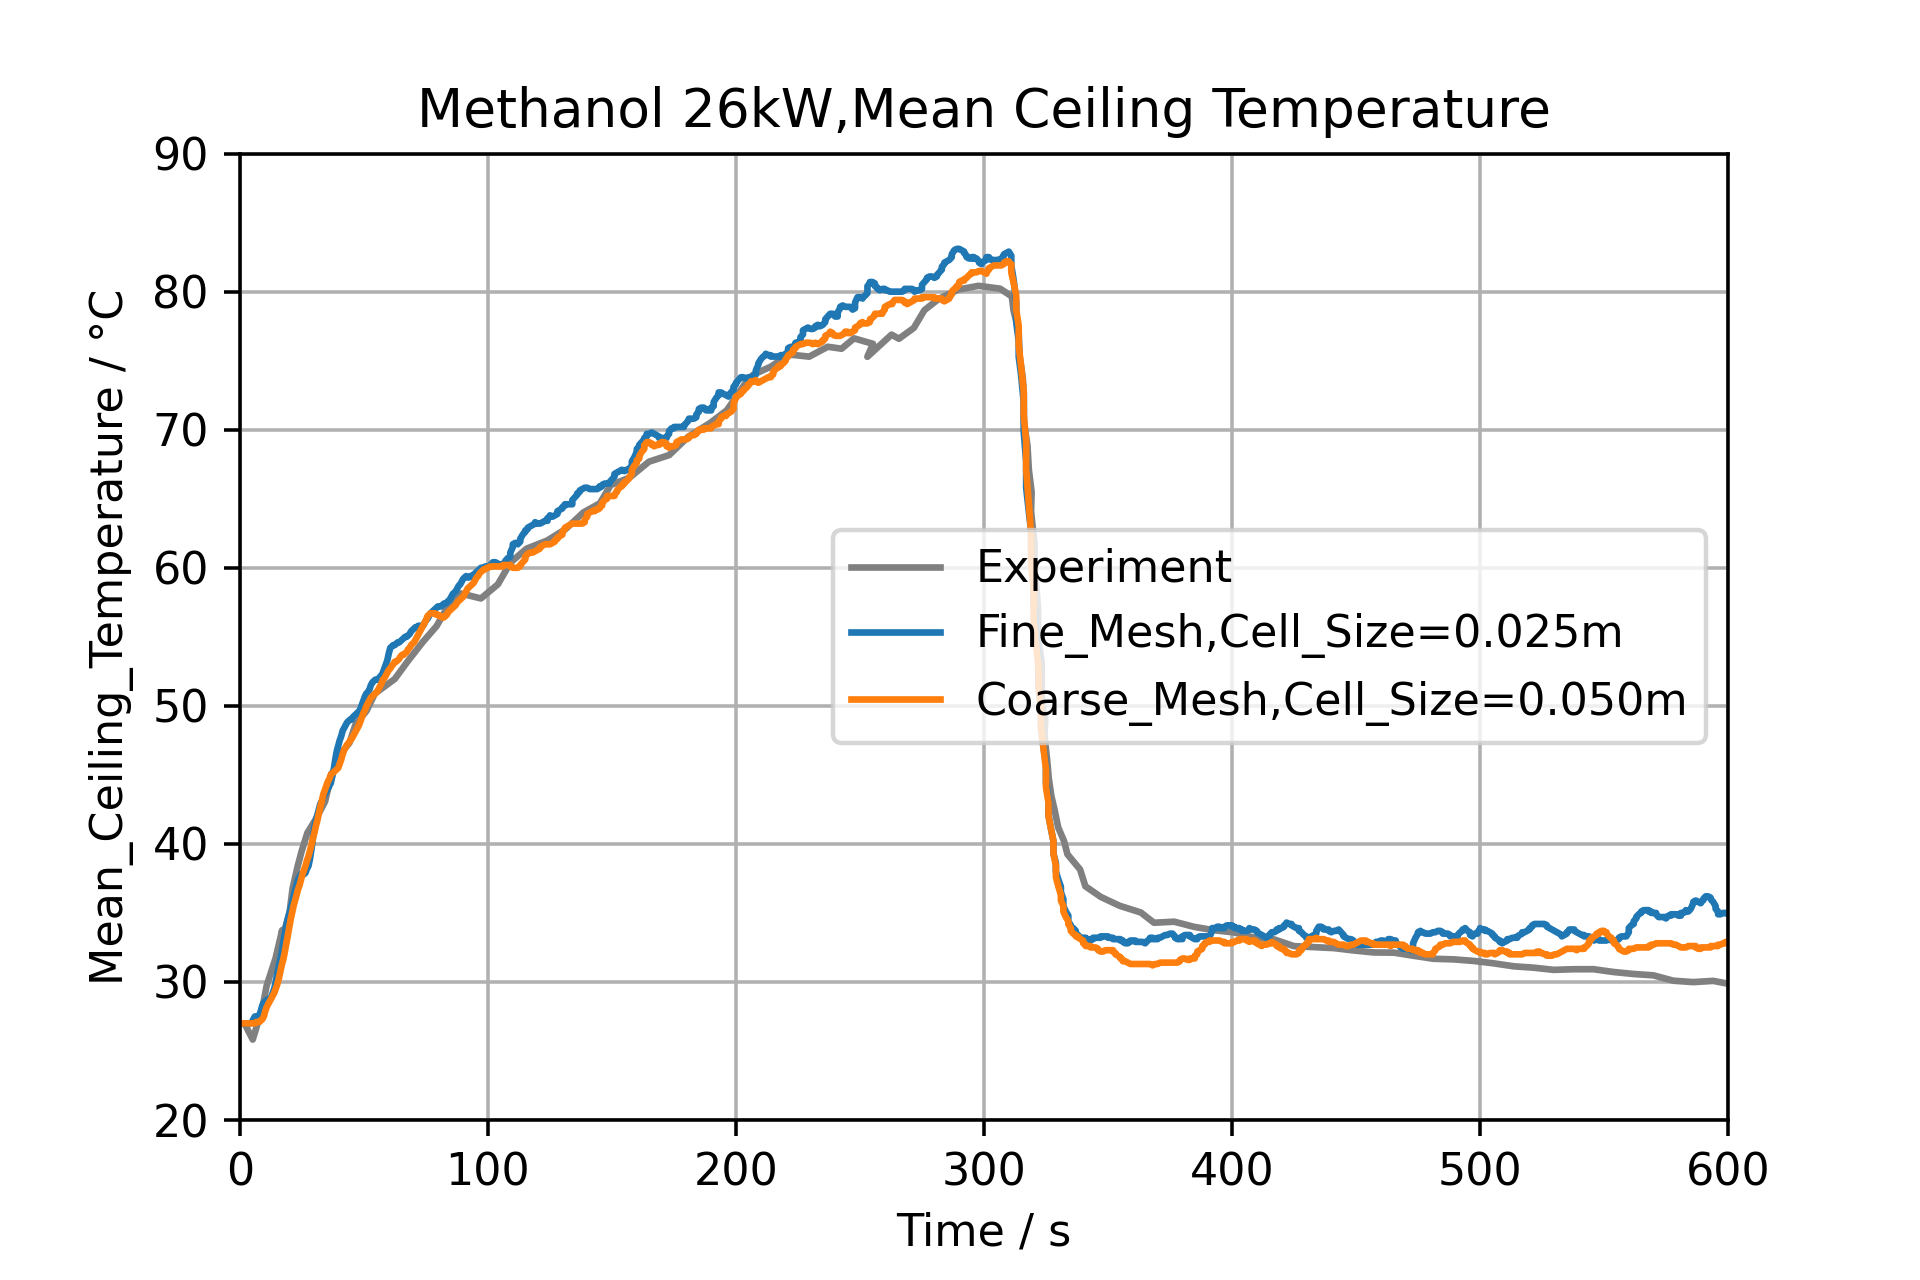 Methanol 26kW,Mean Ceiling Temperature
Mean_Ceiling_Temperature / °C
90
80
70
60
50
40
30
20
Experiment
Fine_Mesh,Cell_Size=0.025m
Coarse_Mesh,Cell_Size=0.050m
0 100 200 300 400 500 600
Time / s